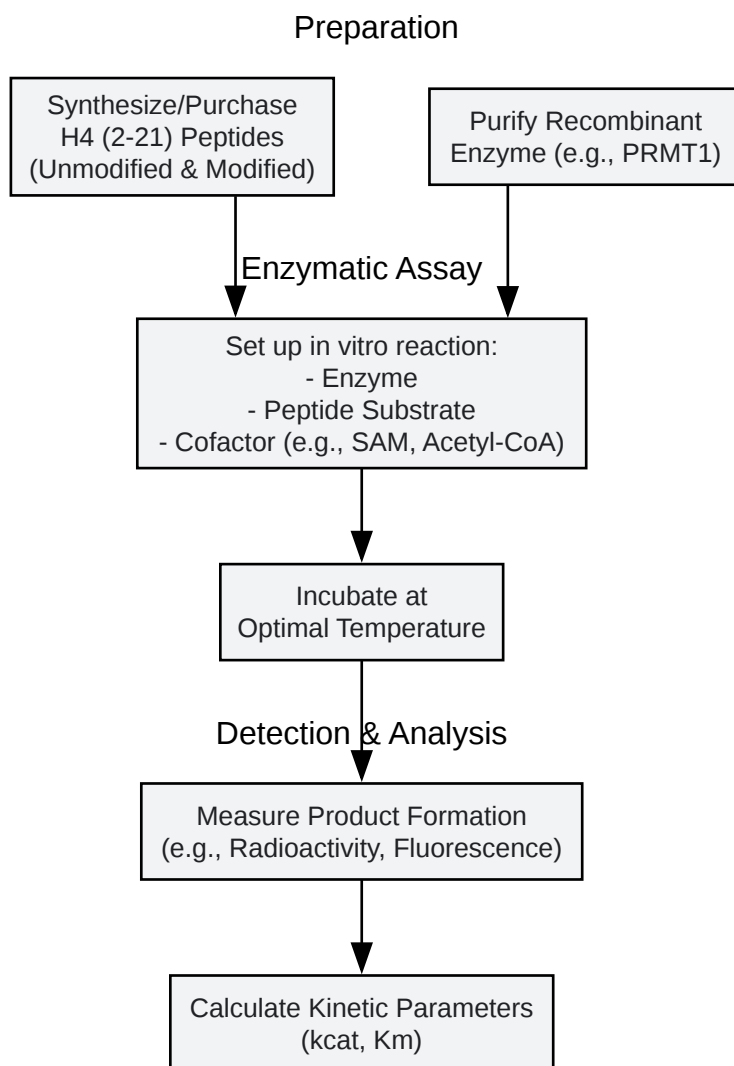 Preparation
Synthesize/Purchase
H4 (2-21) Peptides
(Unmodified & Modified)
Purify Recombinant
Enzyme (e.g., PRMT1)
Enzymatic Assay
Set up in vitro reaction:
- Enzyme
- Peptide Substrate
- Cofactor (e.g., SAM, Acetyl-CoA)
Incubate at
Optimal Temperature
Detection & Analysis
Measure Product Formation
(e.g., Radioactivity, Fluorescence)
Calculate Kinetic Parameters
(kcat, Km)